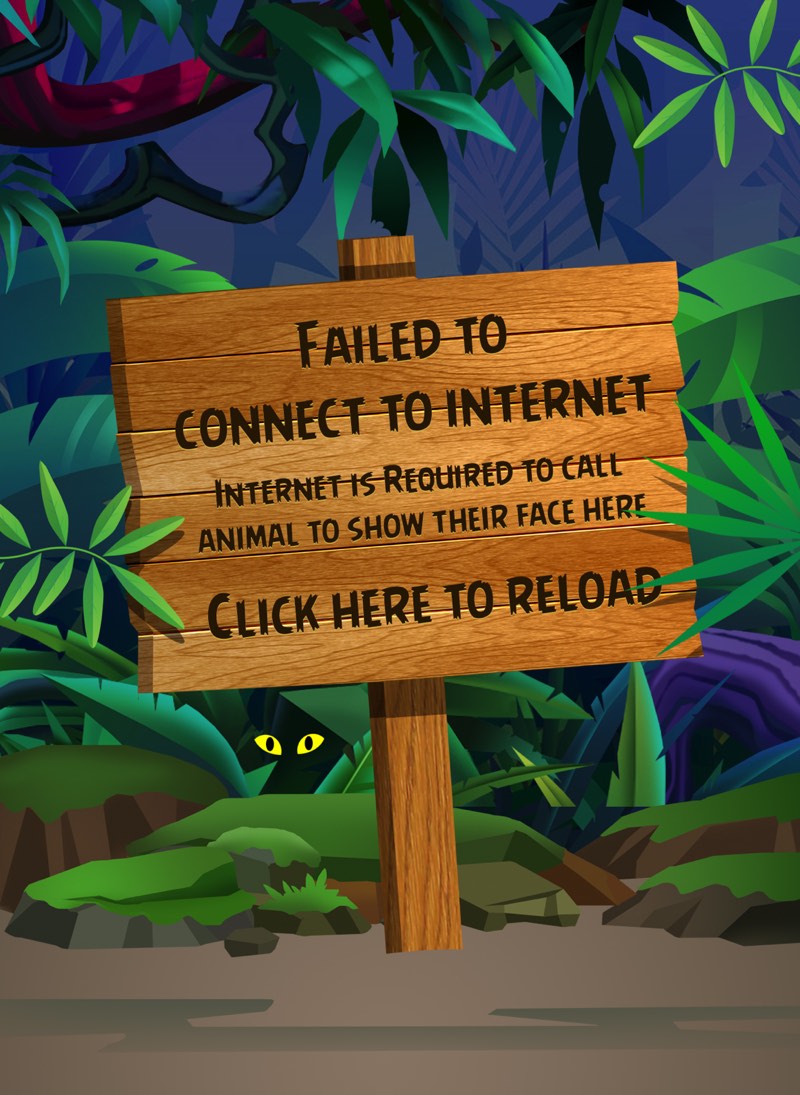 Failed to
connect to internet
Internet is Required to call
animal to show their face here
Click here to reload